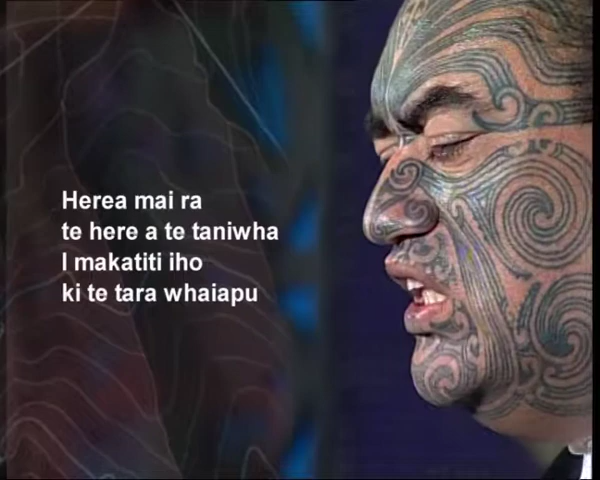 Herea mai ra
te here a te taniwha
I makatiti iho
ki te tara whaiapu